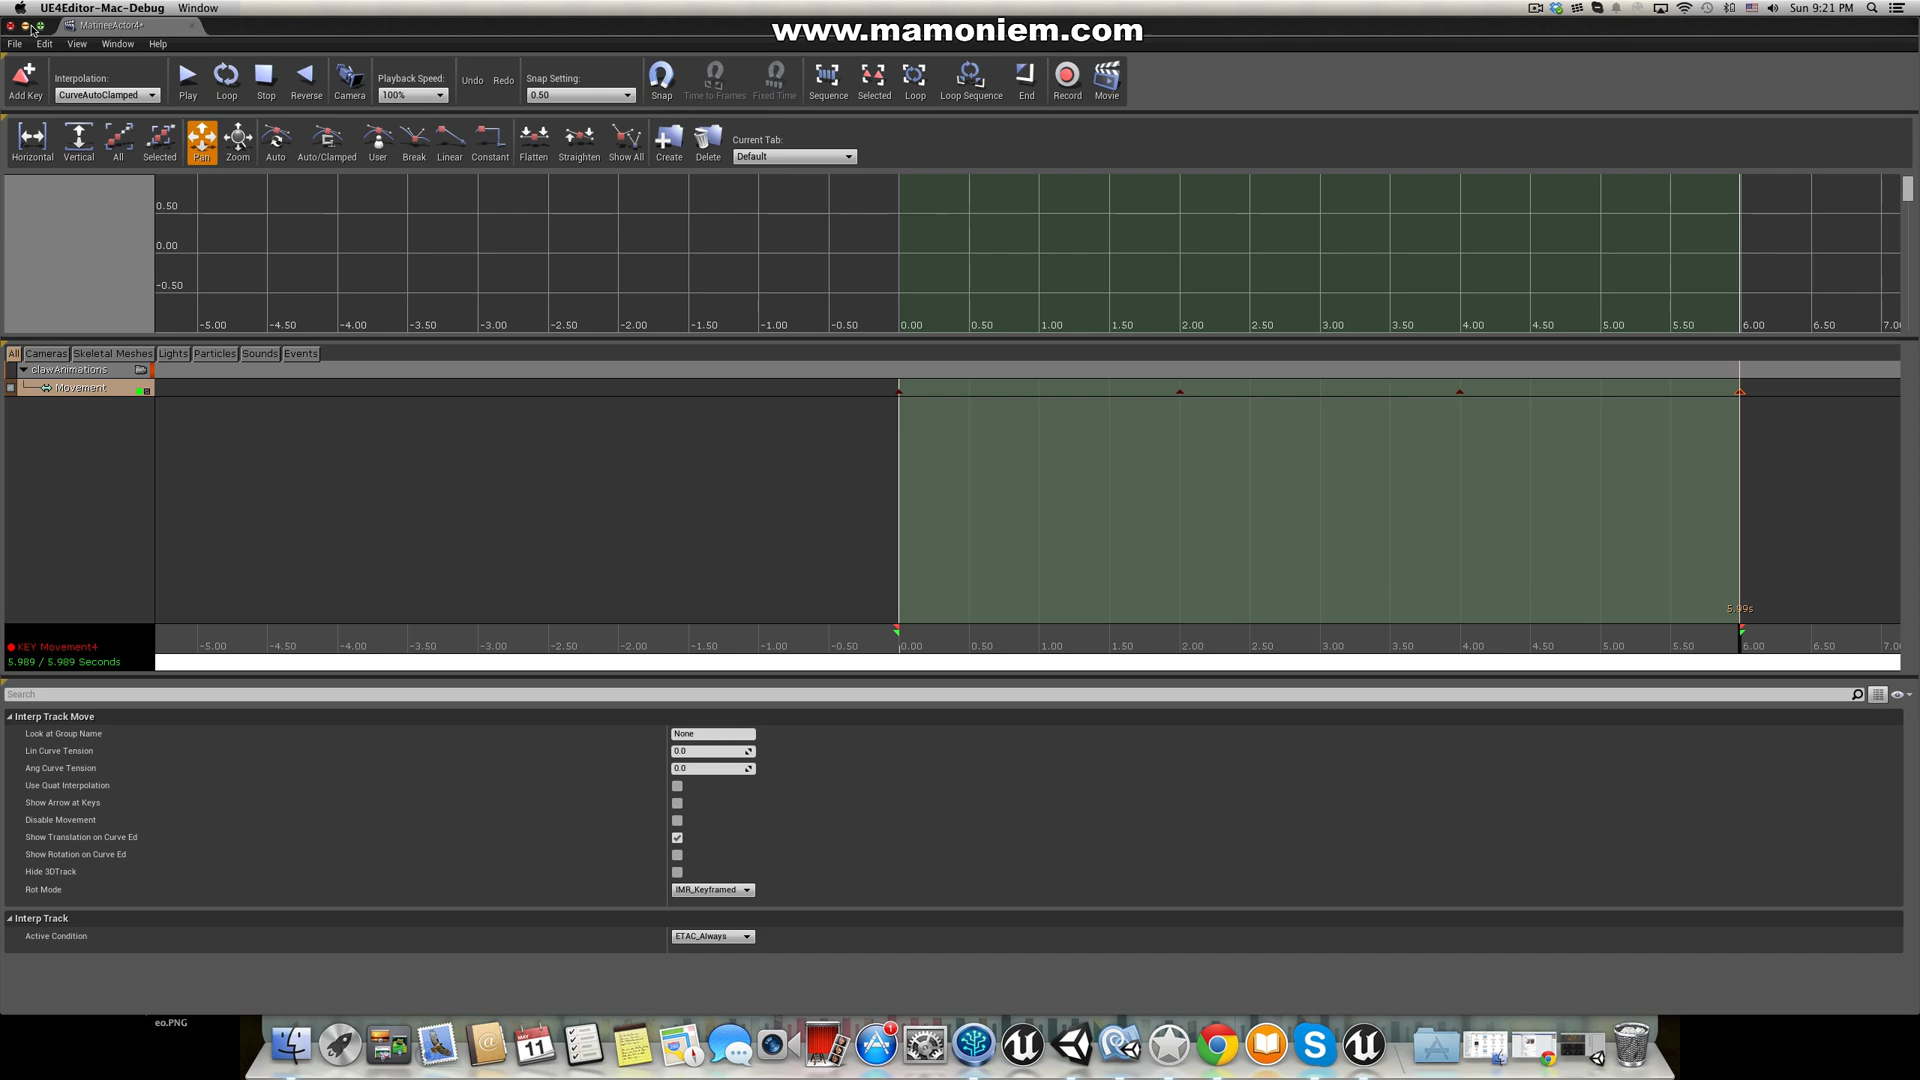 UE4Editor-Mac-Debug Window
Sun 9:21 PM
MatineeActor4*
www.mamoniem.com
File Edit View Window Help
Add Key
Interpolation:
CurveAutoClamped
Play Loop Stop Reverse Camera
Playback Speed:
100%
Undo Redo
Snap Setting:
0.50
Snap Time to Frames Fixed Time Sequence Selected Loop Loop Sequence End Record Movie
Horizontal Vertical All Selected Pan Zoom Auto Auto/Clamped User Break Linear Constant Flatten Straighten Show All Create Delete
Current Tab:
Default
0.50
0.00
-0.50
-5.00 -4.50 -4.00 -3.50 -3.00 -2.50 -2.00 -1.50 -1.00 -0.50 0.00 0.50 1.00 1.50 2.00 2.50 3.00 3.50 4.00 4.50 5.00 5.50 6.00 6.50 7.0
All Cameras Skeletal Meshes Lights Particles Sounds Events
clawAnimations
Movement
5.99s
KEY Movement4
5.989 / 5.989 Seconds
-5.00 -4.50 -4.00 -3.50 -3.00 -2.50 -2.00 -1.50 -1.00 -0.50 0.00 0.50 1.00 1.50 2.00 2.50 3.00 3.50 4.00 4.50 5.00 5.50 6.00 6.50 7.0
Search
Interp Track Move
Look at Group Name None
Lin Curve Tension 0.0
Ang Curve Tension 0.0
Use Quat Interpolation
Show Arrow at Keys
Disable Movement
Show Translation on Curve Ed
Show Rotation on Curve Ed
Hide 3DTrack
Rot Mode IMR_Keyframed
Interp Track
Active Condition ETAC_Always
eo.PNG
MAY
11
1